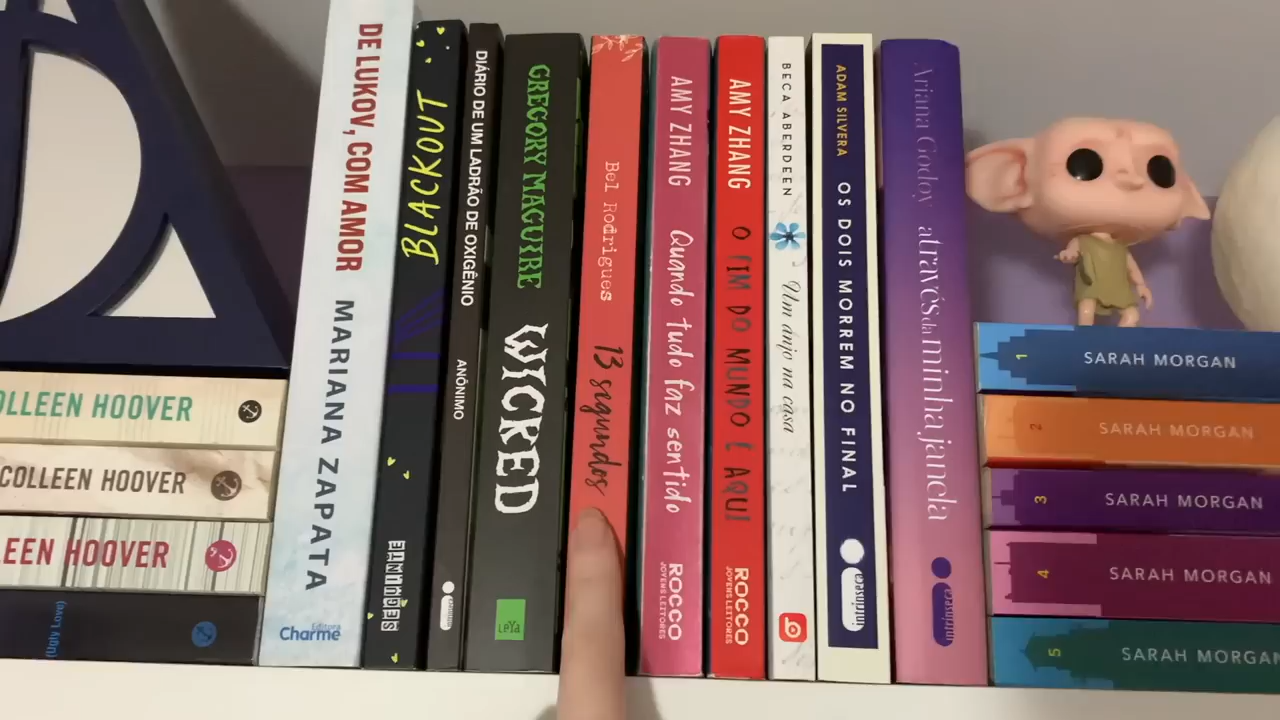 OLLEEN HOOVER
COLLEEN HOOVER
EEN HOOVER
(Ugly Love)
DE LUKOV, COM AMOR MARIANA ZAPATA
Editora
Charme
BLACKOUT
DIÁRIO DE UM LADRÃO DE OXIGÊNIO ANÔNIMO
GREGORY MAGUIRE WICKED
LeYa
Bel Rodrigues 13 segundos
AMY ZHANG Quando tudo faz sentido
ROCCO
JOVENS LEITORES
AMY ZHANG O FIM DO MUNDO É AQUI
ROCCO
JOVENS LEITORES
BECA ABERDEEN Um anjo na casa
ADAM SILVERA OS DOIS MORREM NO FINAL
intrínseca
Ariana Godoy através da minha janela
intrínseca
1 SARAH MORGAN
2 SARAH MORGAN
3 SARAH MORGAN
4 SARAH MORGAN
5 SARAH MORGAN